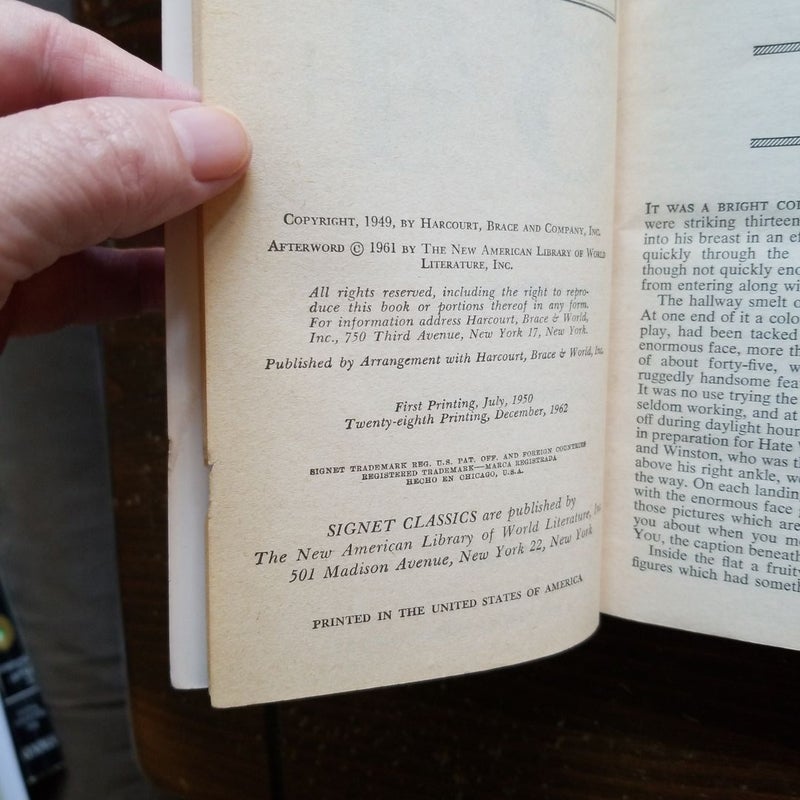 COPYRIGHT, 1949, BY HARCOURT, BRACE AND COMPANY, INC.
AFTERWORD © 1961 BY THE NEW AMERICAN LIBRARY OF WORLD
LITERATURE, INC.
All rights reserved, including the right to repro-
duce this book or portions thereof in any form.
For information address Harcourt, Brace & World,
Inc., 750 Third Avenue, New York 17, New York.
Published by Arrangement with Harcourt, Brace & World, Inc.
First Printing, July, 1950
Twenty-eighth Printing, December, 1962
SIGNET TRADEMARK REG. U.S. PAT. OFF. AND FOREIGN COUNTRIES
REGISTERED TRADEMARK—MARCA REGISTRADA
HECHO EN CHICAGO, U.S.A.
SIGNET CLASSICS are published by
The New American Library of World Literature,
501 Madison Avenue, New York 22, New York
PRINTED IN THE UNITED STATES OF AMERICA
IT WAS A BRIGHT
were striking thirteen
into his breast in an
quickly through the
though not quickly
from entering along
The hallway smelt
At one end of it a
play, had been tacked
enormous face, more
of about forty-five,
ruggedly handsome
It was no use trying the
seldom working, and at
off during daylight
in preparation for Hate
and Winston, who was
above his right ankle,
the way. On each
with the enormous face
those pictures which are
you about when you
YOU, the caption
Inside the flat a
figures which had